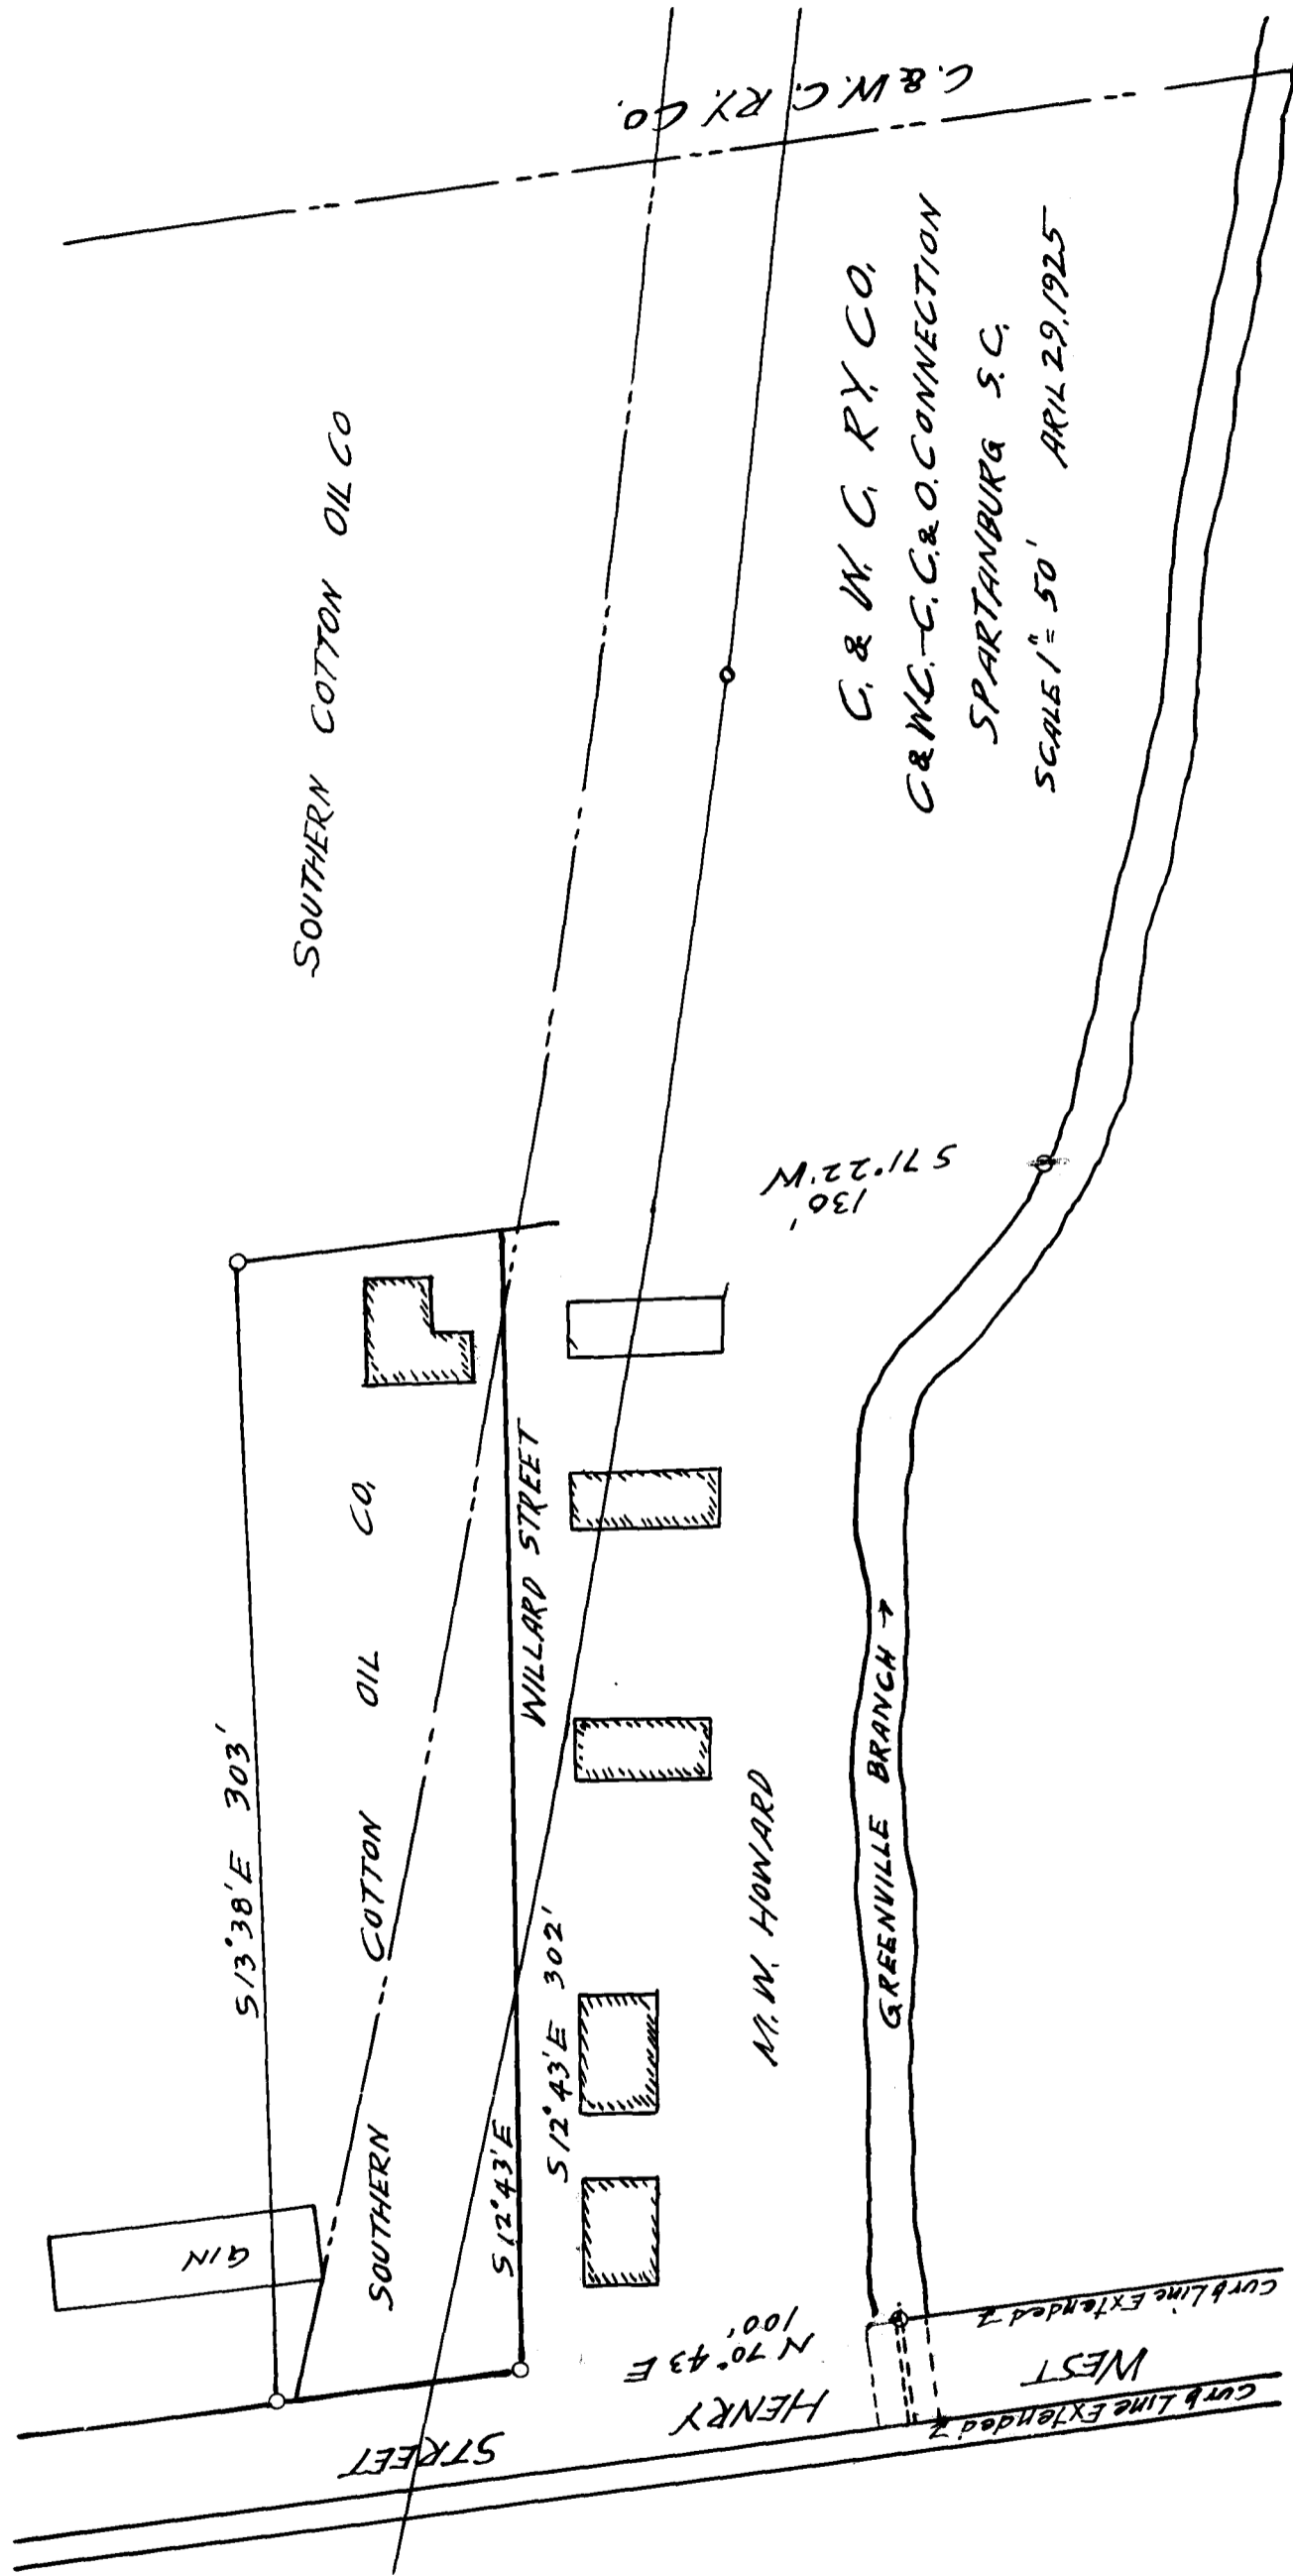 C. & W. C. RY. CO.
C & W.C.-C.C.& O. CONNECTION
SPARTANBURG S.C.
SCALE 1" = 50' ARIL 29, 1925
C. & W. C. RY. CO.
SOUTHERN COTTON OIL CO
S 13° 38' E 303'
SOUTHERN COTTON OIL CO.
GIN
S 12° 43' E
WILLARD STREET
S 12° 43' E 302'
M. W. HOWARD
GREENVILLE BRANCH →
S 71° 22' W
130'
N 70° 43 E
100'
WEST HENRY STREET
Curb Line Extended
Curb Line Extended